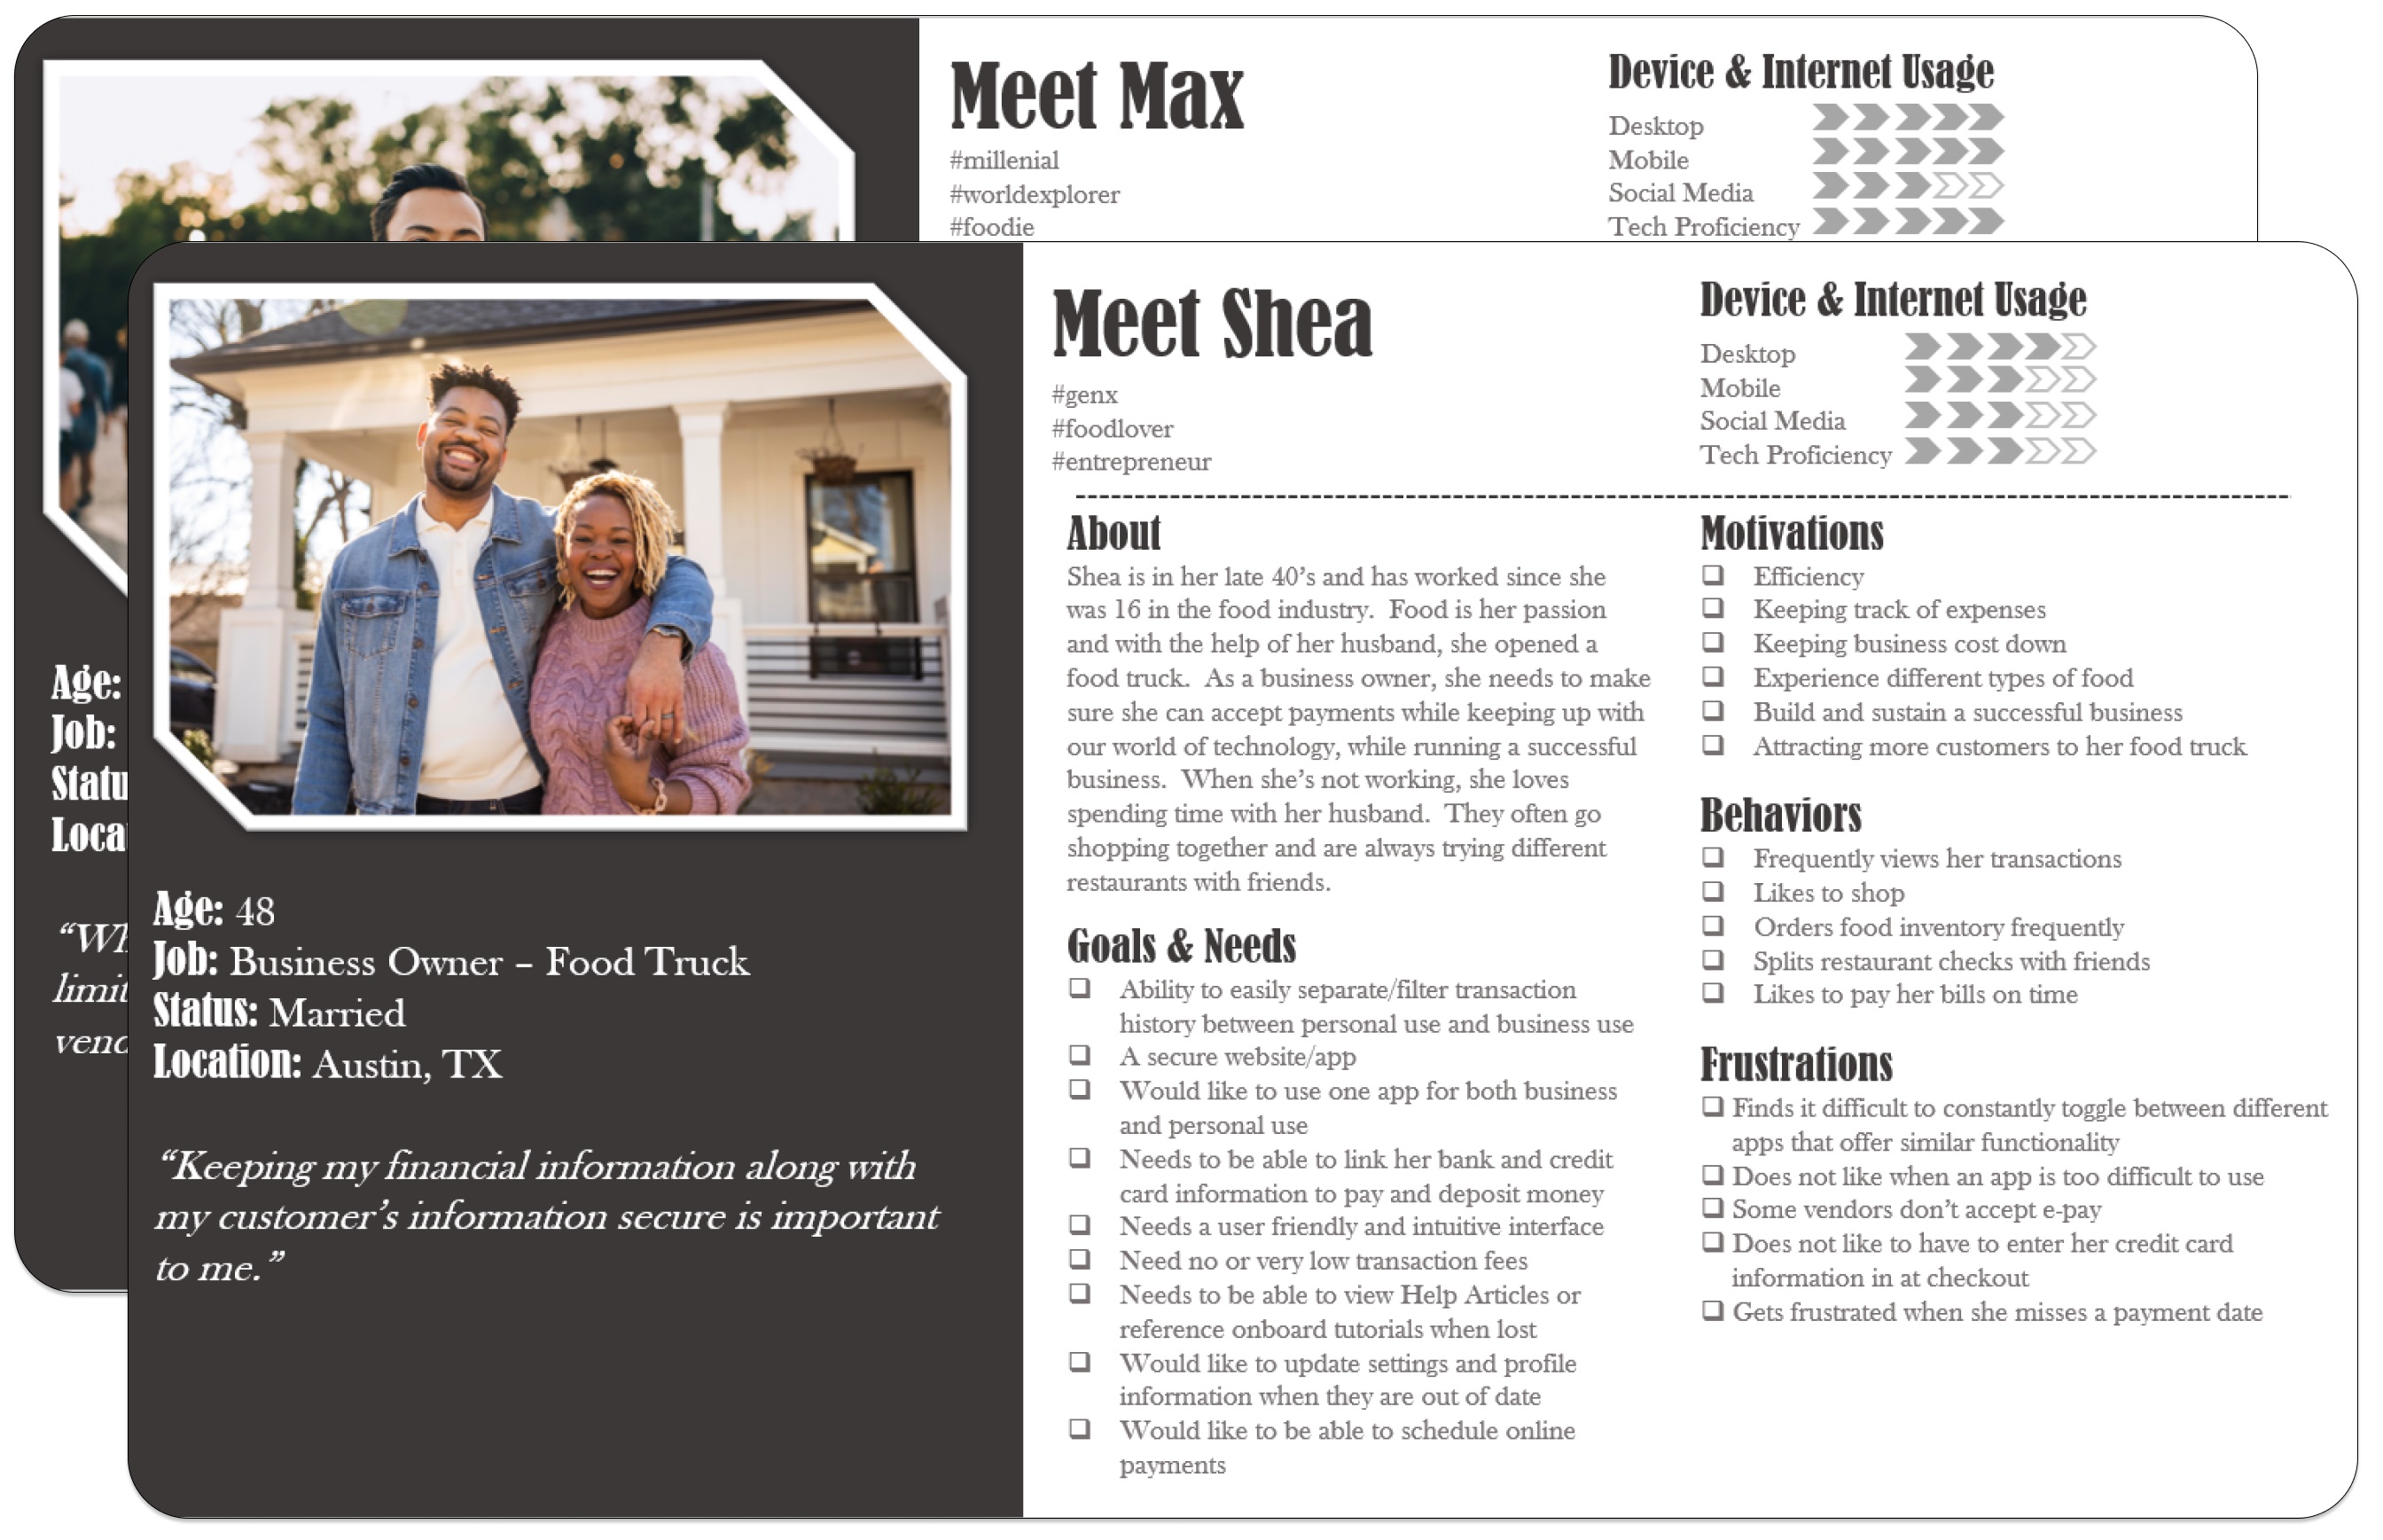 Meet Max
#millenial
#worldexplorer
#foodie
Device & Internet Usage
Desktop
Mobile
Social Media
Tech Proficiency
Age:
Job:
Statu
Loca
“Wh
limit
vend
Meet Shea
#genx
#foodlover
#entrepreneur
Device & Internet Usage
Desktop
Mobile
Social Media
Tech Proficiency
Age: 48
Job: Business Owner – Food Truck
Status: Married
Location: Austin, TX
“Keeping my financial information along with
my customer’s information secure is important
to me.”
About
Shea is in her late 40’s and has worked since she
was 16 in the food industry.  Food is her passion
and with the help of her husband, she opened a
food truck.  As a business owner, she needs to make
sure she can accept payments while keeping up with
our world of technology, while running a successful
business.  When she’s not working, she loves
spending time with her husband.  They often go
shopping together and are always trying different
restaurants with friends.
Goals & Needs
❑ Ability to easily separate/filter transaction
history between personal use and business use
❑ A secure website/app
❑ Would like to use one app for both business
and personal use
❑ Needs to be able to link her bank and credit
card information to pay and deposit money
❑ Needs a user friendly and intuitive interface
❑ Need no or very low transaction fees
❑ Needs to be able to view Help Articles or
reference onboard tutorials when lost
❑ Would like to update settings and profile
information when they are out of date
❑ Would like to be able to schedule online
payments
Motivations
❑ Efficiency
❑ Keeping track of expenses
❑ Keeping business cost down
❑ Experience different types of food
❑ Build and sustain a successful business
❑ Attracting more customers to her food truck
Behaviors
❑ Frequently views her transactions
❑ Likes to shop
❑ Orders food inventory frequently
❑ Splits restaurant checks with friends
❑ Likes to pay her bills on time
Frustrations
❑ Finds it difficult to constantly toggle between different
apps that offer similar functionality
❑ Does not like when an app is too difficult to use
❑ Some vendors don’t accept e-pay
❑ Does not like to have to enter her credit card
information in at checkout
❑ Gets frustrated when she misses a payment date